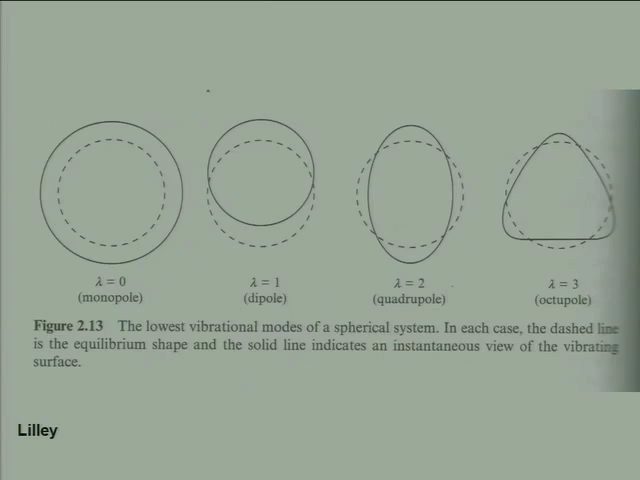 λ = 0
(monopole)
λ = 1
(dipole)
λ = 2
(quadrupole)
λ = 3
(octupole)
Figure 2.13 The lowest vibrational modes of a spherical system. In each case, the dashed line
is the equilibrium shape and the solid line indicates an instantaneous view of the vibrating
surface.
Lilley